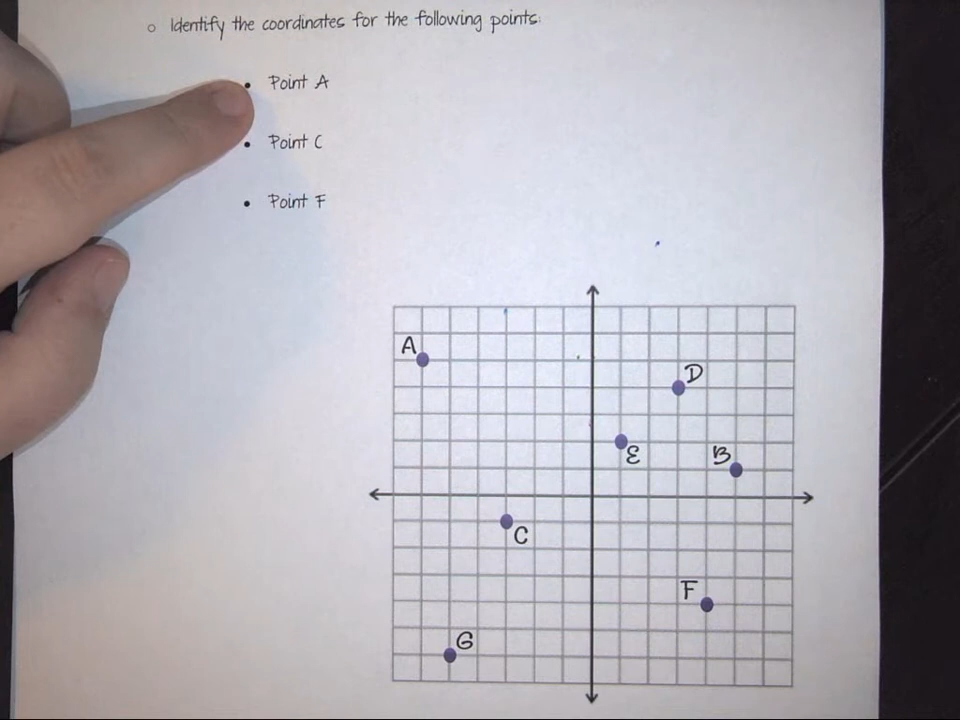 Identify the coordinates for the following points:
Point A
Point C
Point F
A
D
E
B
C
F
G